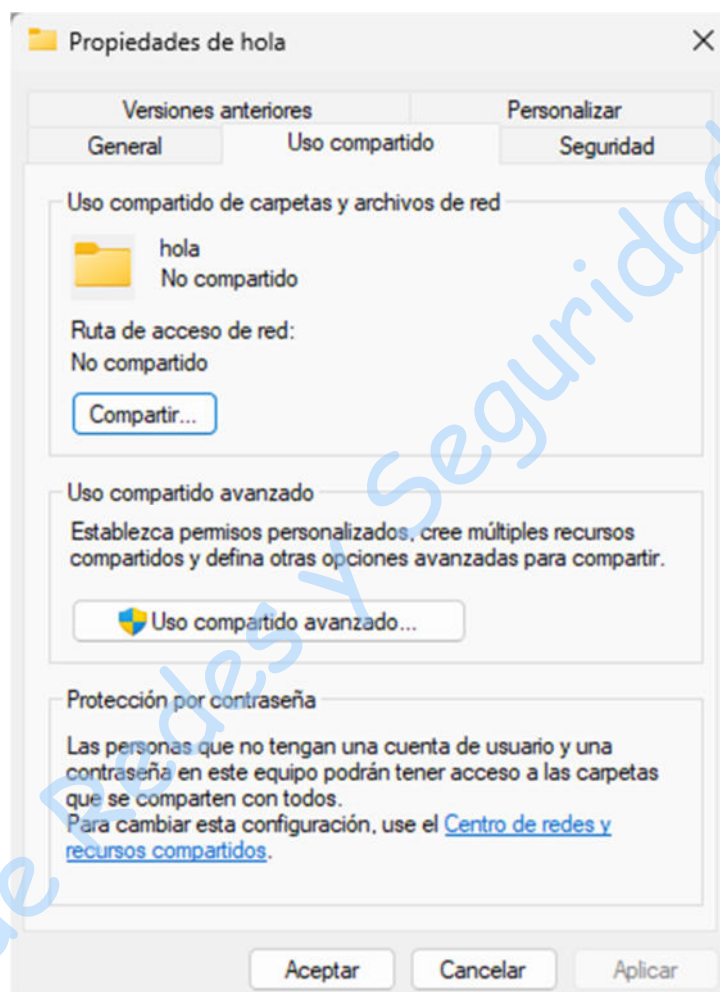 Propiedades de hola
Versiones anteriores
Personalizar
General
Uso compartido
Seguridad
Uso compartido de carpetas y archivos de red
hola
No compartido
Ruta de acceso de red:
No compartido
Compartir...
Uso compartido avanzado
Establezca permisos personalizados, cree múltiples recursos
compartidos y defina otras opciones avanzadas para compartir.
Uso compartido avanzado...
Protección por contraseña
Las personas que no tengan una cuenta de usuario y una
contraseña en este equipo podrán tener acceso a las carpetas
que se comparten con todos.
Para cambiar esta configuración, use el Centro de redes y
recursos compartidos.
Aceptar
Cancelar
Aplicar
de Redes y Seguridad